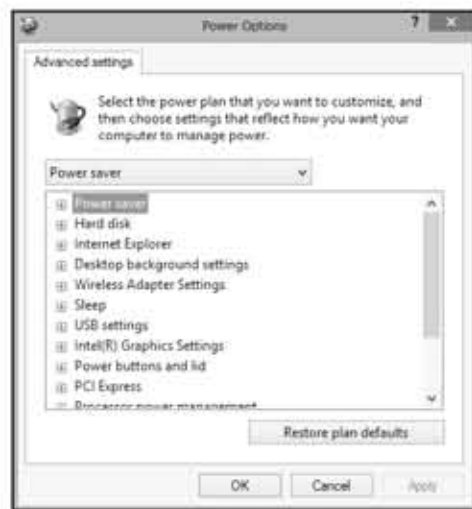 Power Options
?
Advanced settings
Select the power plan that you want to customize, and
then choose settings that reflect how you want your
computer to manage power.
Power saver
Power saver
Hard disk
Internet Explorer
Desktop background settings
Wireless Adapter Settings
Sleep
USB settings
Intel(R) Graphics Settings
Power buttons and lid
PCI Express
Processor power management
Restore plan defaults
OK Cancel Apply